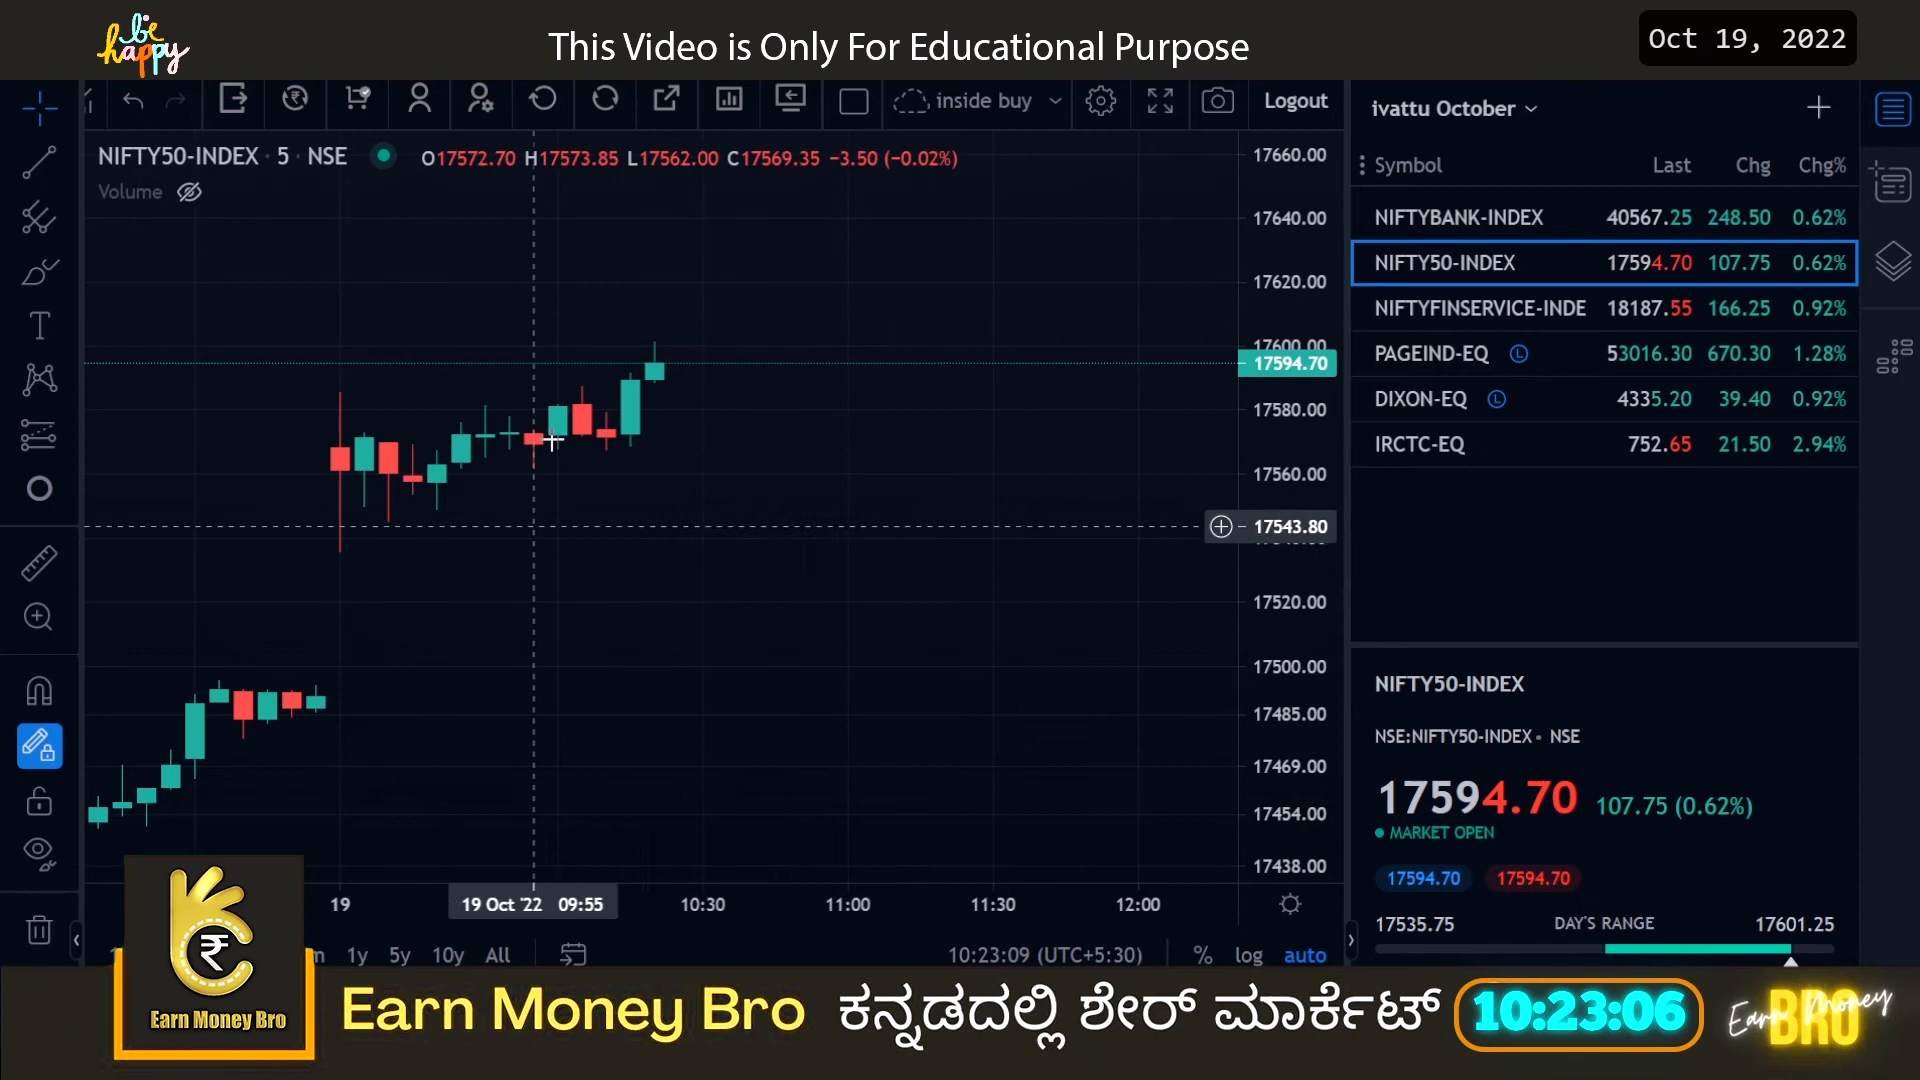 be
happy
This Video is Only For Educational Purpose
Oct 19, 2022
inside buy
Logout
ivattu October
NIFTY50-INDEX · 5 · NSE
O17572.70 H17573.85 L17562.00 C17569.35 −3.50 (−0.02%)
Volume
17660.00
17640.00
17620.00
17600.00
17594.70
17580.00
17560.00
17543.80
17520.00
17500.00
17485.00
17469.00
17454.00
17438.00
Symbol Last Chg Chg%
NIFTYBANK-INDEX 40567.25 248.50 0.62%
NIFTY50-INDEX 17594.70 107.75 0.62%
NIFTYFINSERVICE-INDE 18187.55 166.25 0.92%
PAGEIND-EQ L 53016.30 670.30 1.28%
DIXON-EQ L 4335.20 39.40 0.92%
IRCTC-EQ 752.65 21.50 2.94%
NIFTY50-INDEX
NSE:NIFTY50-INDEX • NSE
17594.70 107.75 (0.62%)
MARKET OPEN
17594.70 17594.70
17535.75 DAY'S RANGE 17601.25
19 19 Oct '22 09:55 10:30 11:00 11:30 12:00
1y 5y 10y All
10:23:09 (UTC+5:30) % log auto
₹
Earn Money Bro
Earn Money Bro ಕನ್ನಡದಲ್ಲಿ ಶೇರ್ ಮಾರ್ಕೆಟ್ 10:23:06
Earn Money
BRO